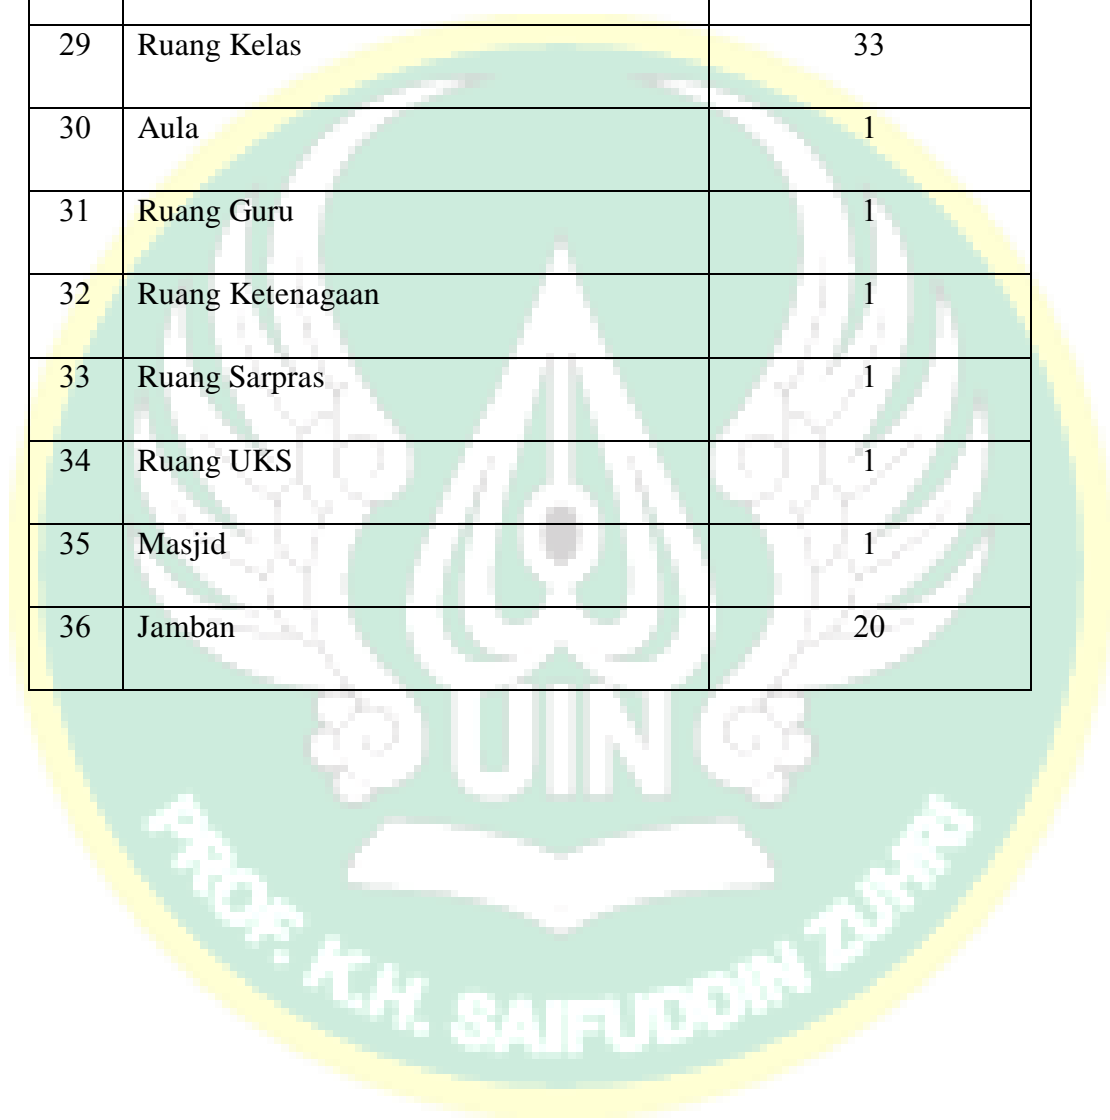 29 Ruang Kelas 33
30 Aula 1
31 Ruang Guru 1
32 Ruang Ketenagaan 1
33 Ruang Sarpras 1
34 Ruang UKS 1
35 Masjid 1
36 Jamban 20
UIN
PROF. K.H. SAIFUDDIN ZUHRI